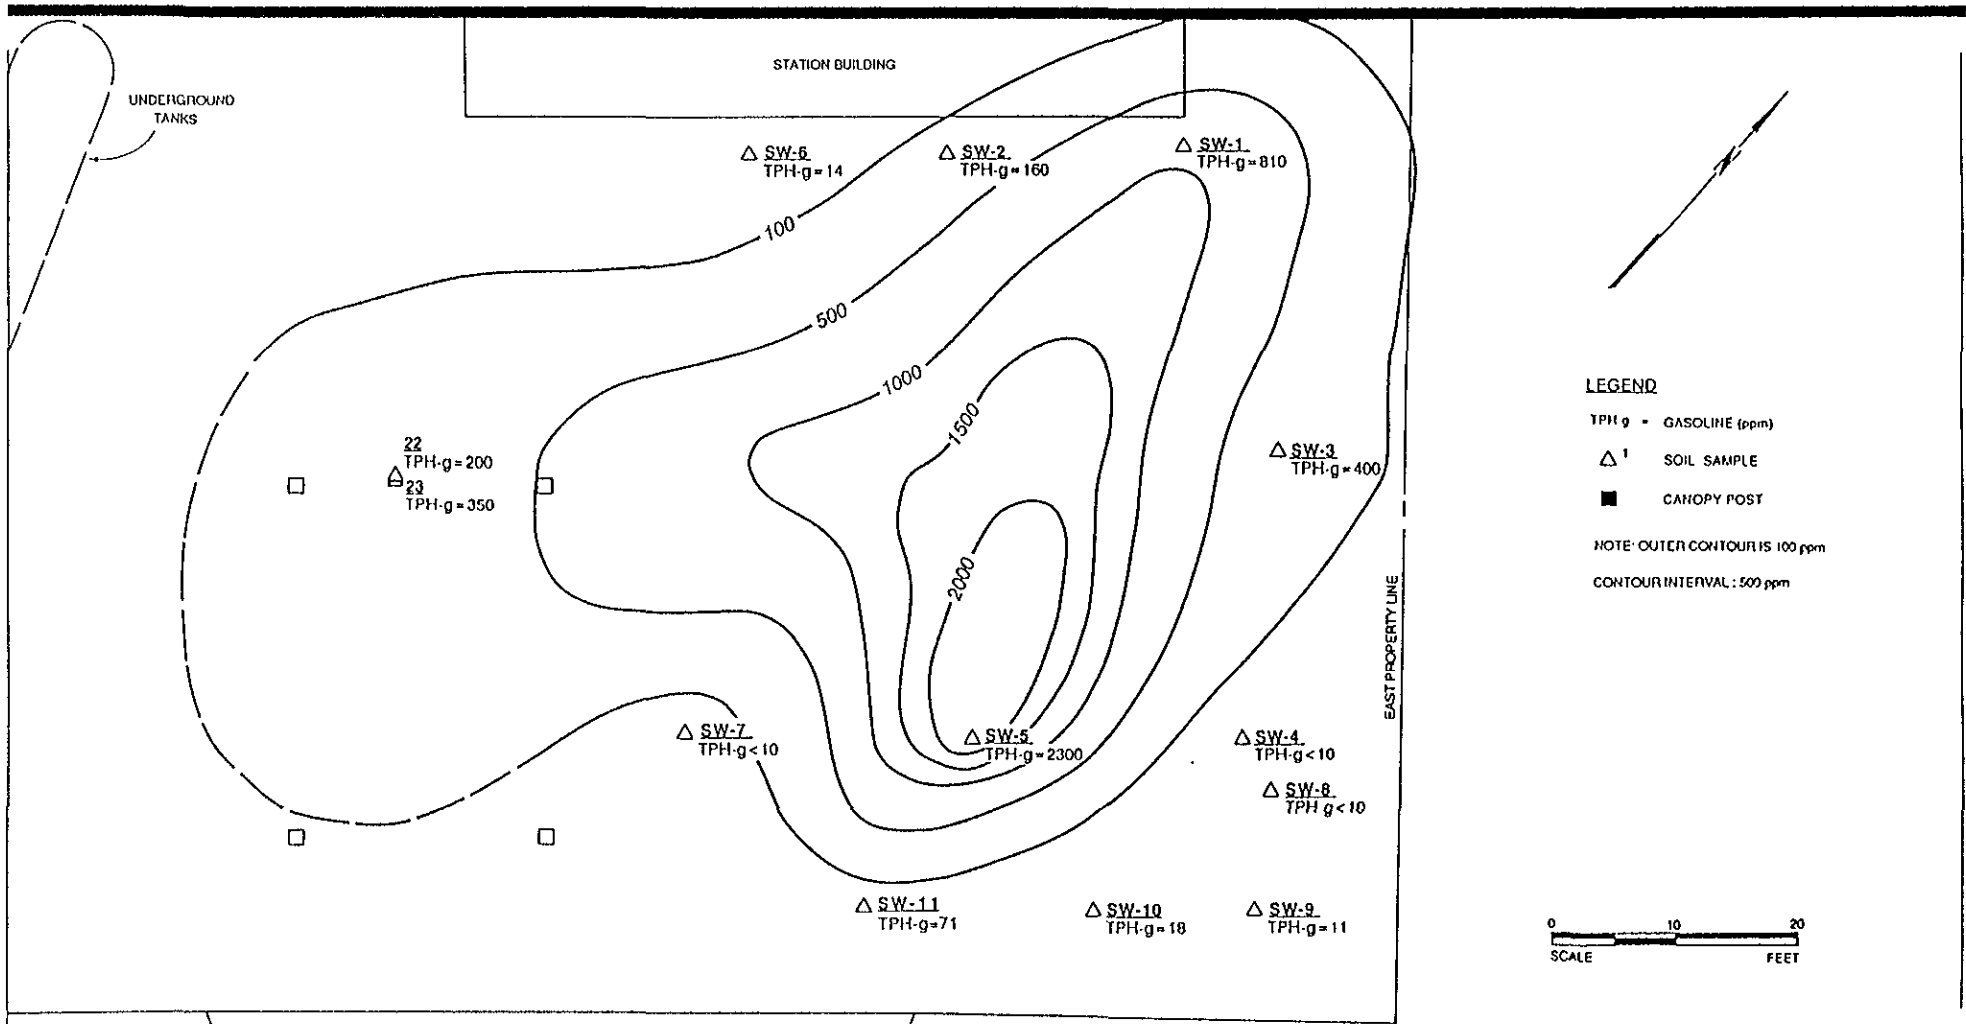 STATION BUILDING
UNDERGROUND
TANKS
SW-6
TPH-g=14
SW-2
TPH-g=160
SW-1
TPH-g=810
100
500
1000
1500
2000
22
TPH-g=200
23
TPH-g=350
SW-3
TPH-g=400
SW-7
TPH-g<10
SW-5
TPH-g=2300
SW-4
TPH-g<10
SW-8
TPH g<10
SW-11
TPH-g=71
SW-10
TPH-g=18
SW-9
TPH-g=11
EAST PROPERTY LINE
LEGEND
TPH g = GASOLINE (ppm)
1 SOIL SAMPLE
CANOPY POST
NOTE: OUTER CONTOUR IS 100 ppm
CONTOUR INTERVAL: 500 ppm
0 10 20
SCALE FEET